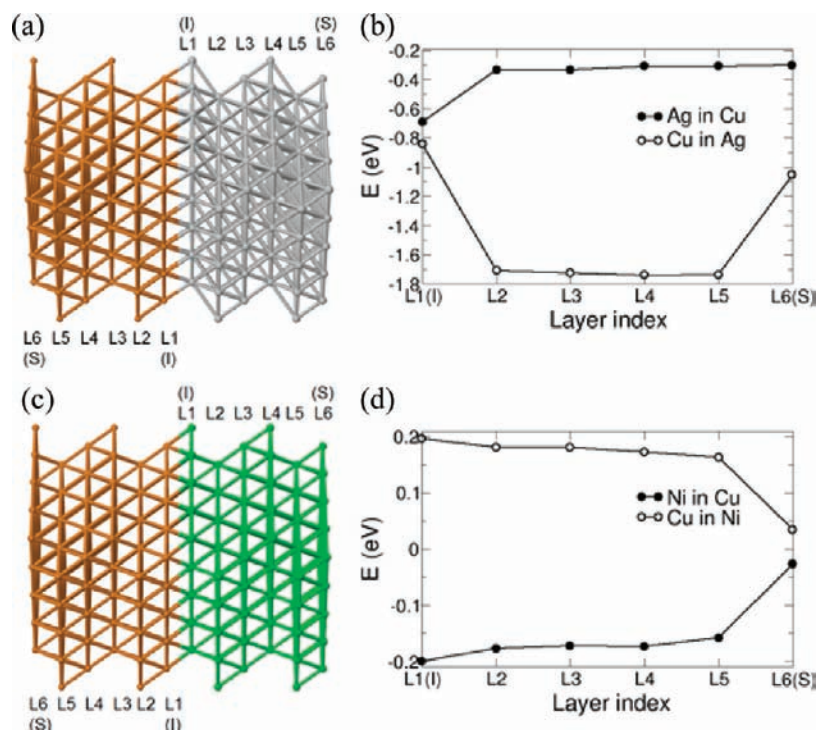 (a)
(I) (S)
L1 L2 L3 L4 L5 L6
L6 L5 L4 L3 L2 L1
(S) (I)
(b)
-0.2
-0.4
-0.6
-0.8
-1
-1.2
-1.4
-1.6
-1.8
E (eV)
Ag in Cu
Cu in Ag
L1(I) L2 L3 L4 L5 L6(S)
Layer index
(c)
(I) (S)
L1 L2 L3 L4 L5 L6
L6 L5 L4 L3 L2 L1
(S) (I)
(d)
0.2
0.1
0
-0.1
-0.2
E (eV)
Ni in Cu
Cu in Ni
L1(I) L2 L3 L4 L5 L6(S)
Layer index